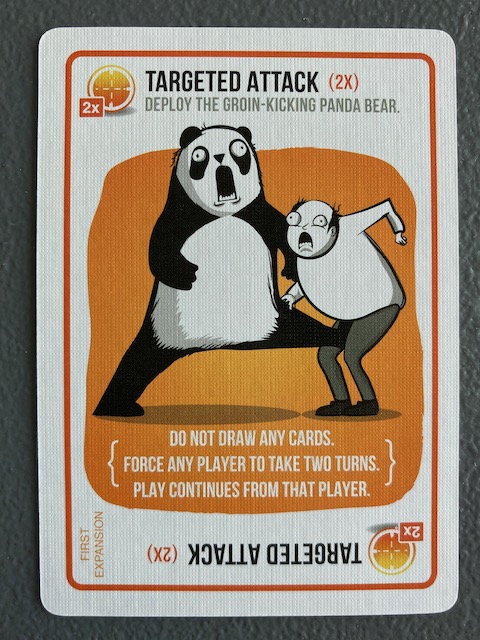 TARGETED ATTACK (2X)
2x
DEPLOY THE GROIN-KICKING PANDA BEAR.
DO NOT DRAW ANY CARDS.
{ FORCE ANY PLAYER TO TAKE TWO TURNS. }
PLAY CONTINUES FROM THAT PLAYER.
FIRST
EXPANSION
2x
TARGETED ATTACK (2X)